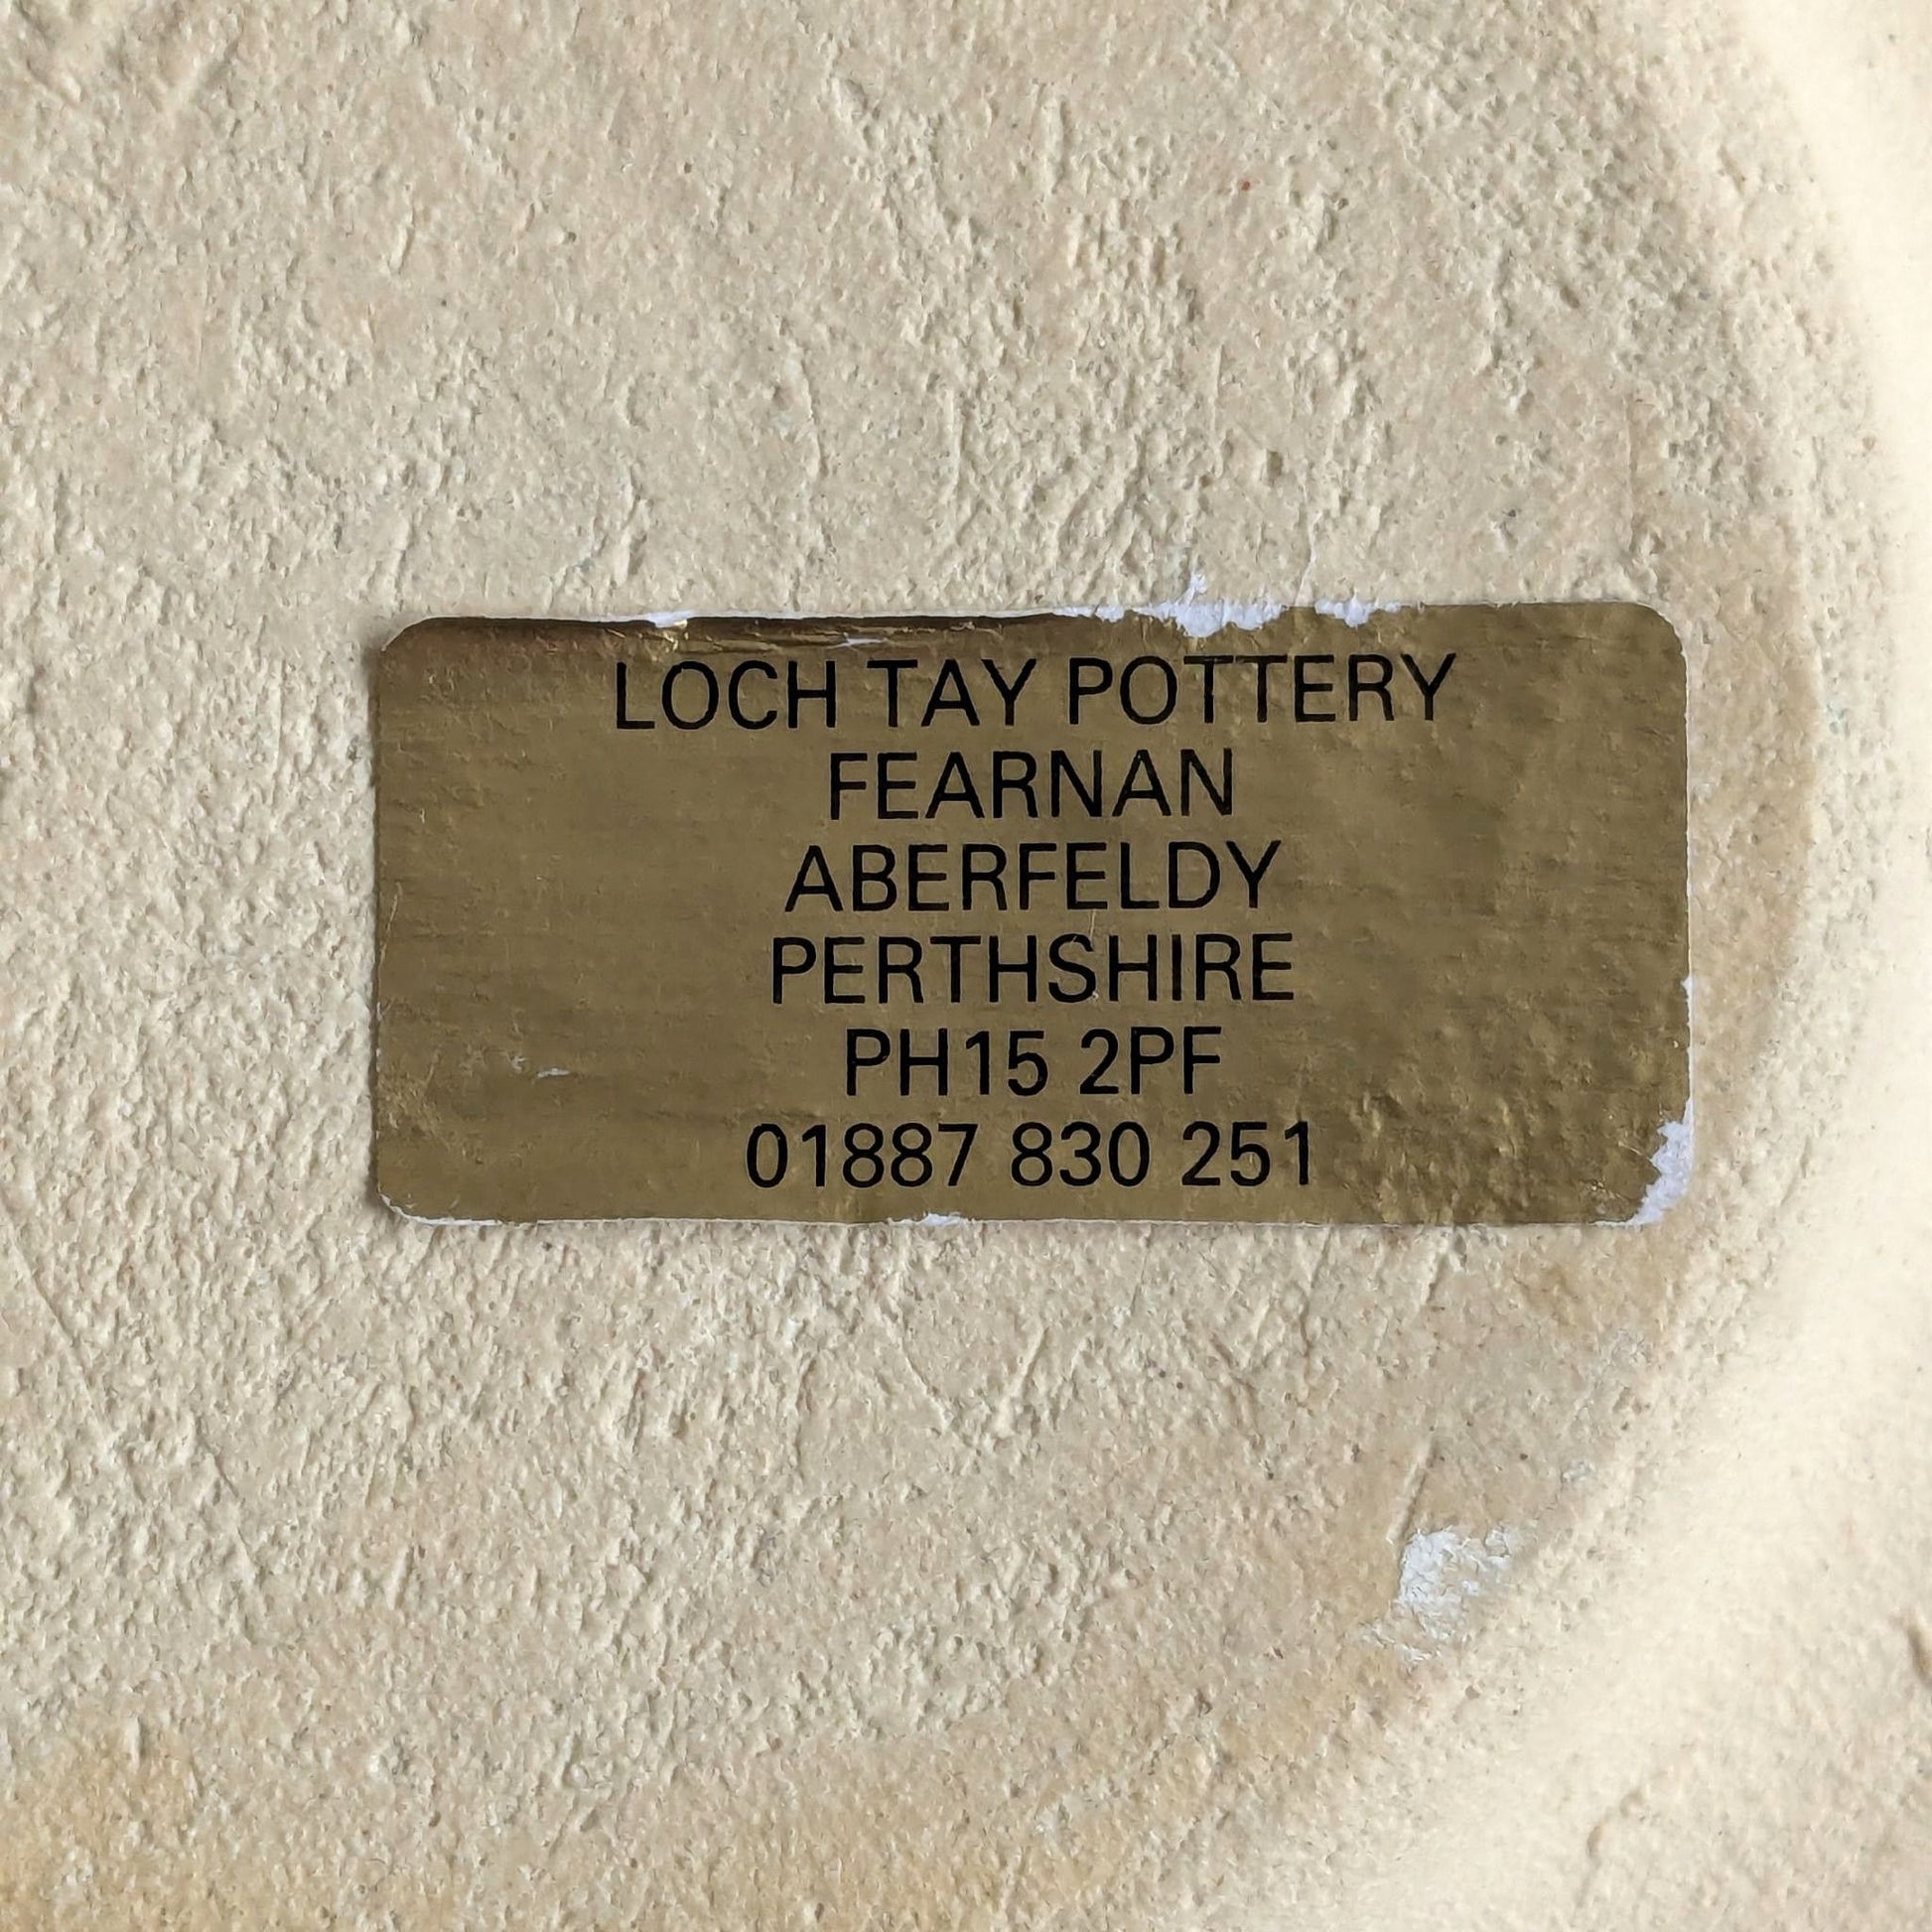 LOCH TAY POTTERY
FEARNAN
ABERFELDY
PERTHSHIRE
PH15 2PF
01887 830 251